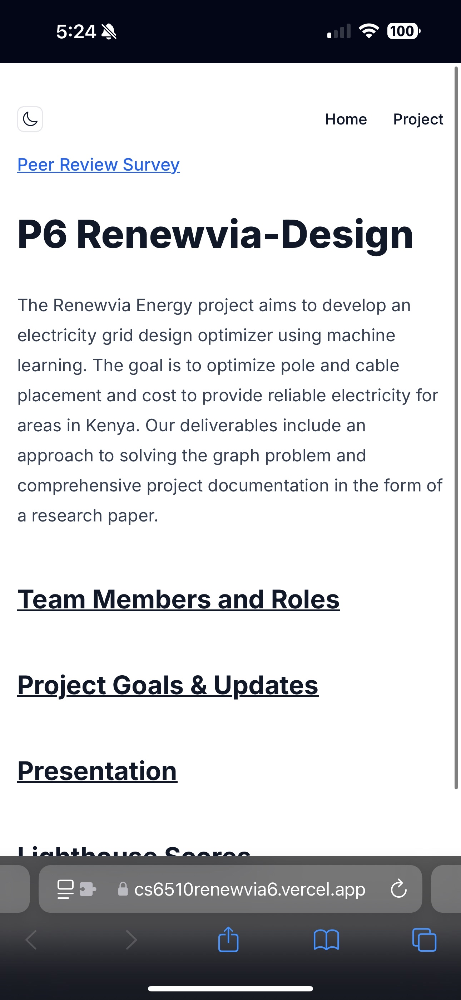 5:24
100
Home Project
Peer Review Survey
P6 Renewvia-Design
The Renewvia Energy project aims to develop an
electricity grid design optimizer using machine
learning. The goal is to optimize pole and cable
placement and cost to provide reliable electricity for
areas in Kenya. Our deliverables include an
approach to solving the graph problem and
comprehensive project documentation in the form of
a research paper.
Team Members and Roles
Project Goals & Updates
Presentation
Lighthouse Scores
cs6510renewvia6.vercel.app